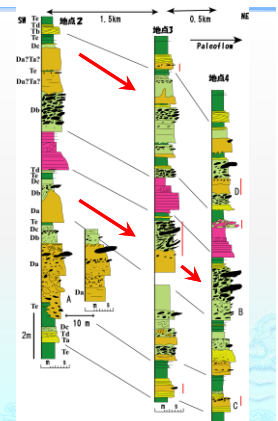 SW
1.5km
0.5km
NE
地点2
地点3
Paleoflow
地点4
Te
Td
Tb
Te
Dc
Da?Ta?
Te
Da?Ta?
Db
Td
Te
Dc
Db
Da
Te
Dc
Db
Da
A
Da
Te
10 m
2m
Dc
Td
Ta
Te
m s
m s
m s
D
B
C